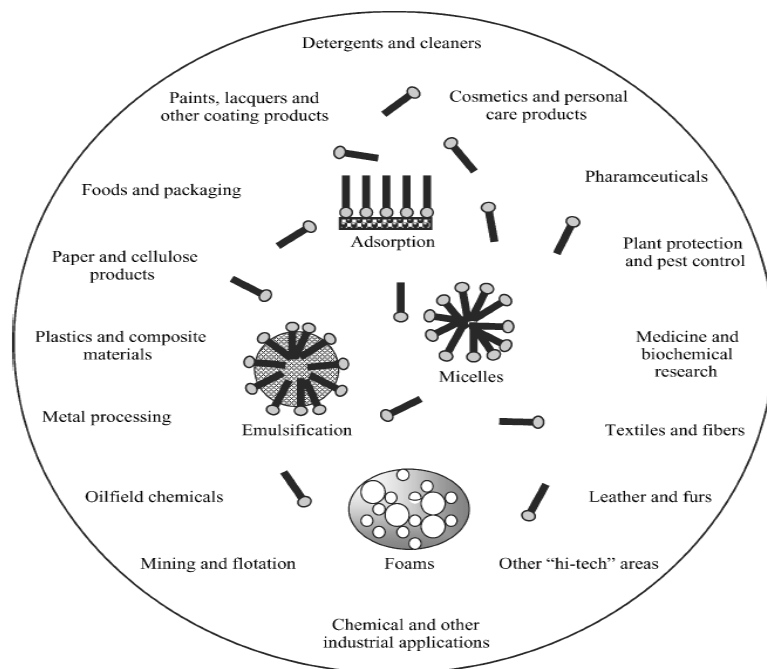 Detergents and cleaners
Paints, lacquers and
other coating products
Cosmetics and personal
care products
Foods and packaging
Pharamceuticals
Adsorption
Paper and cellulose
products
Plant protection
and pest control
Plastics and composite
materials
Micelles
Medicine and
biochemical
research
Metal processing
Emulsification
Textiles and fibers
Oilfield chemicals
Leather and furs
Mining and flotation
Foams
Other “hi-tech” areas
Chemical and other
industrial applications